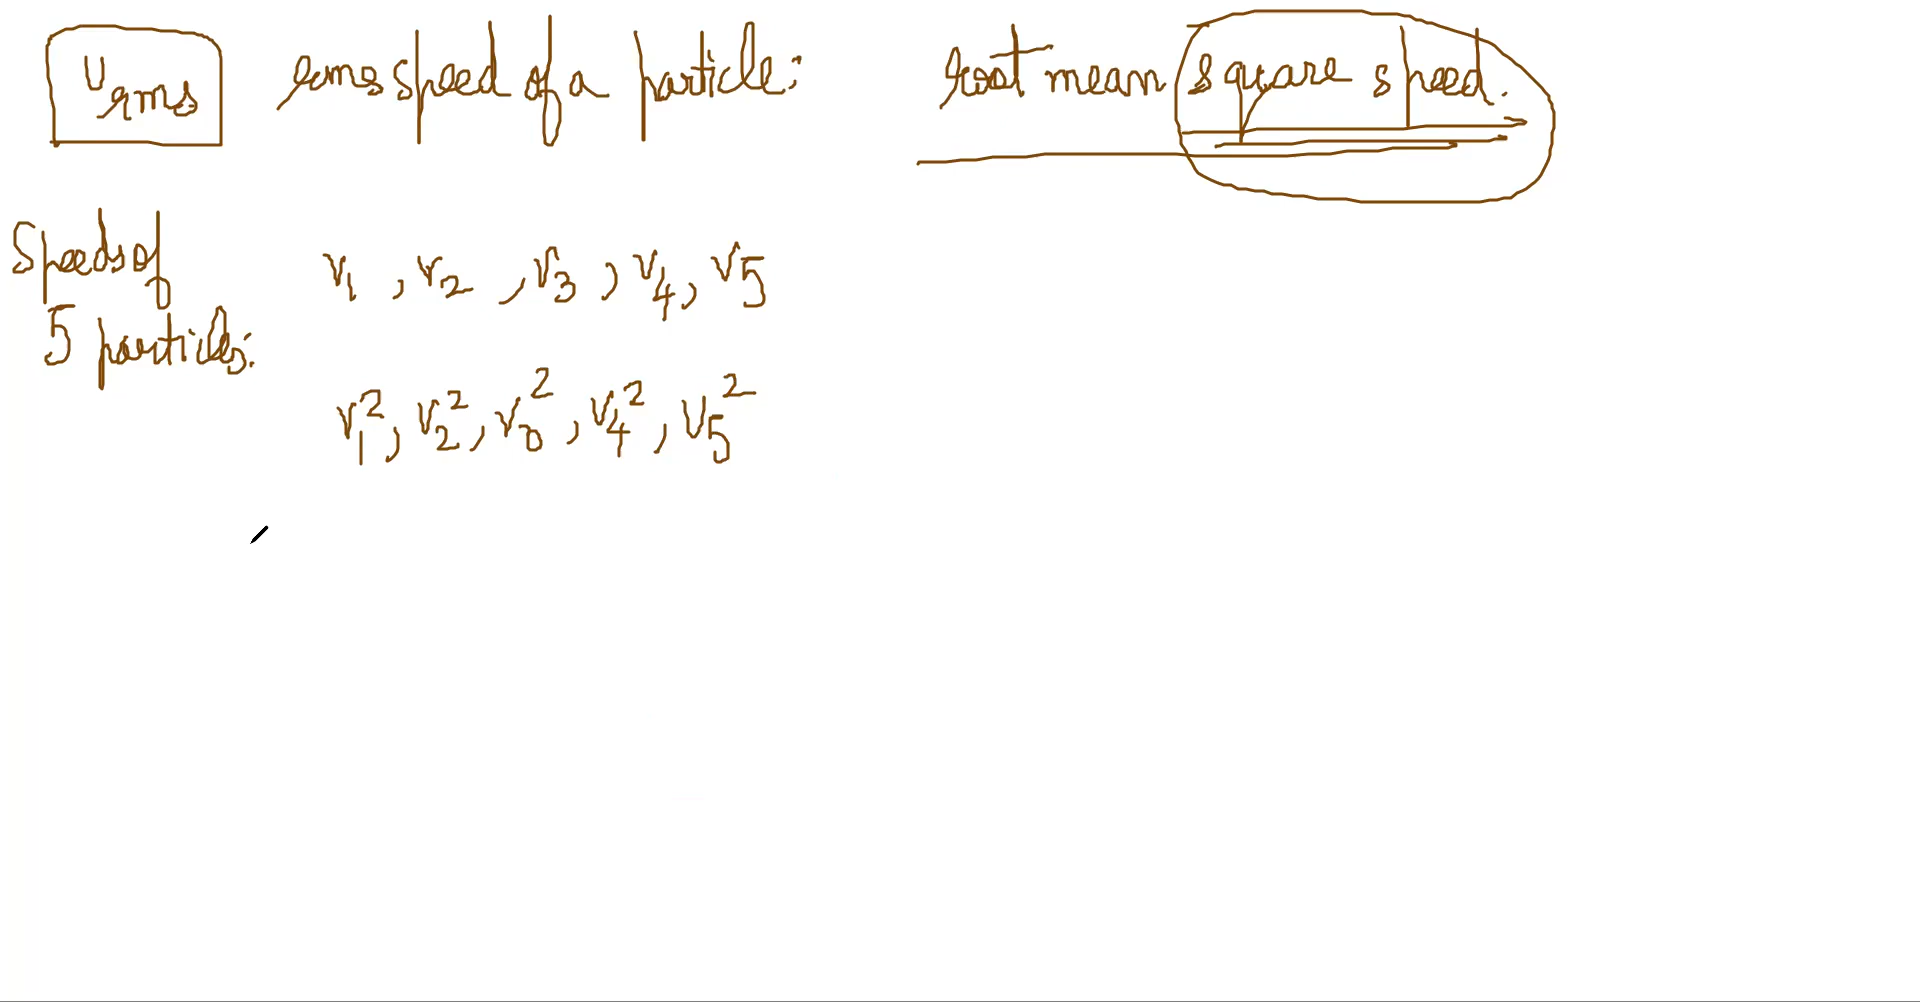 v_rms rms speed of a particle: root mean square speed.
Speeds of v₁, v₂, v₃, v₄, v₅
5 particles:
v₁², v₂², v₃², v₄², v₅²